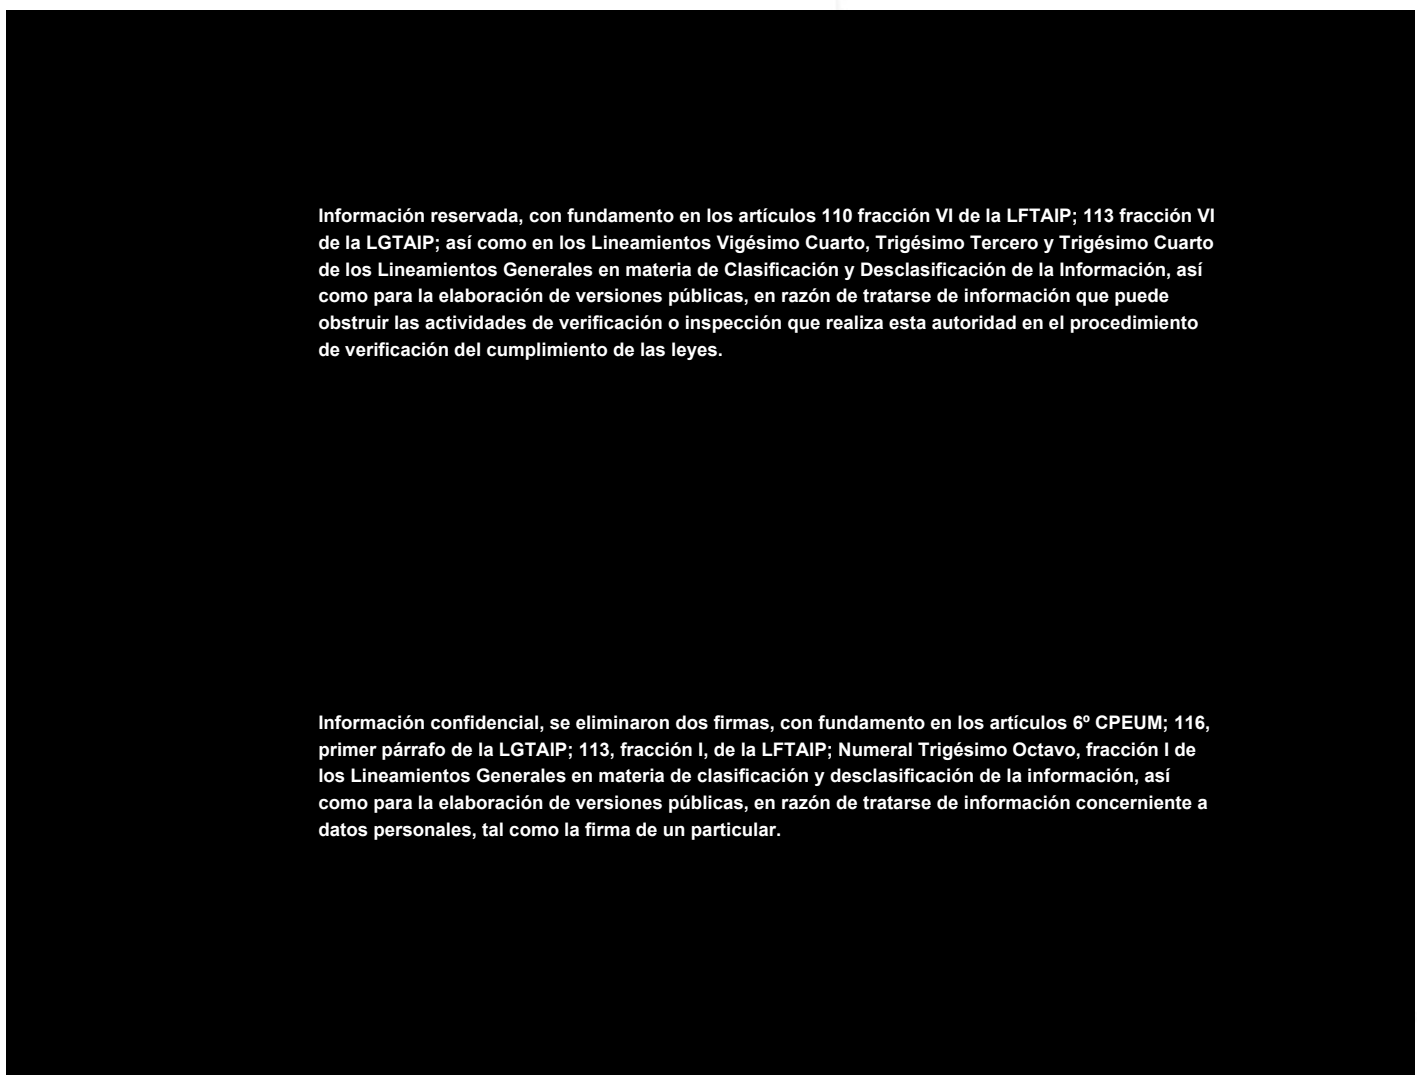 Información reservada, con fundamento en los artículos 110 fracción VI de la LFTAIP; 113 fracción VI
de la LGTAIP; así como en los Lineamientos Vigésimo Cuarto, Trigésimo Tercero y Trigésimo Cuarto
de los Lineamientos Generales en materia de Clasificación y Desclasificación de la Información, así
como para la elaboración de versiones públicas, en razón de tratarse de información que puede
obstruir las actividades de verificación o inspección que realiza esta autoridad en el procedimiento
de verificación del cumplimiento de las leyes.
Información confidencial, se eliminaron dos firmas, con fundamento en los artículos 6º CPEUM; 116,
primer párrafo de la LGTAIP; 113, fracción I, de la LFTAIP; Numeral Trigésimo Octavo, fracción I de
los Lineamientos Generales en materia de clasificación y desclasificación de la información, así
como para la elaboración de versiones públicas, en razón de tratarse de información concerniente a
datos personales, tal como la firma de un particular.